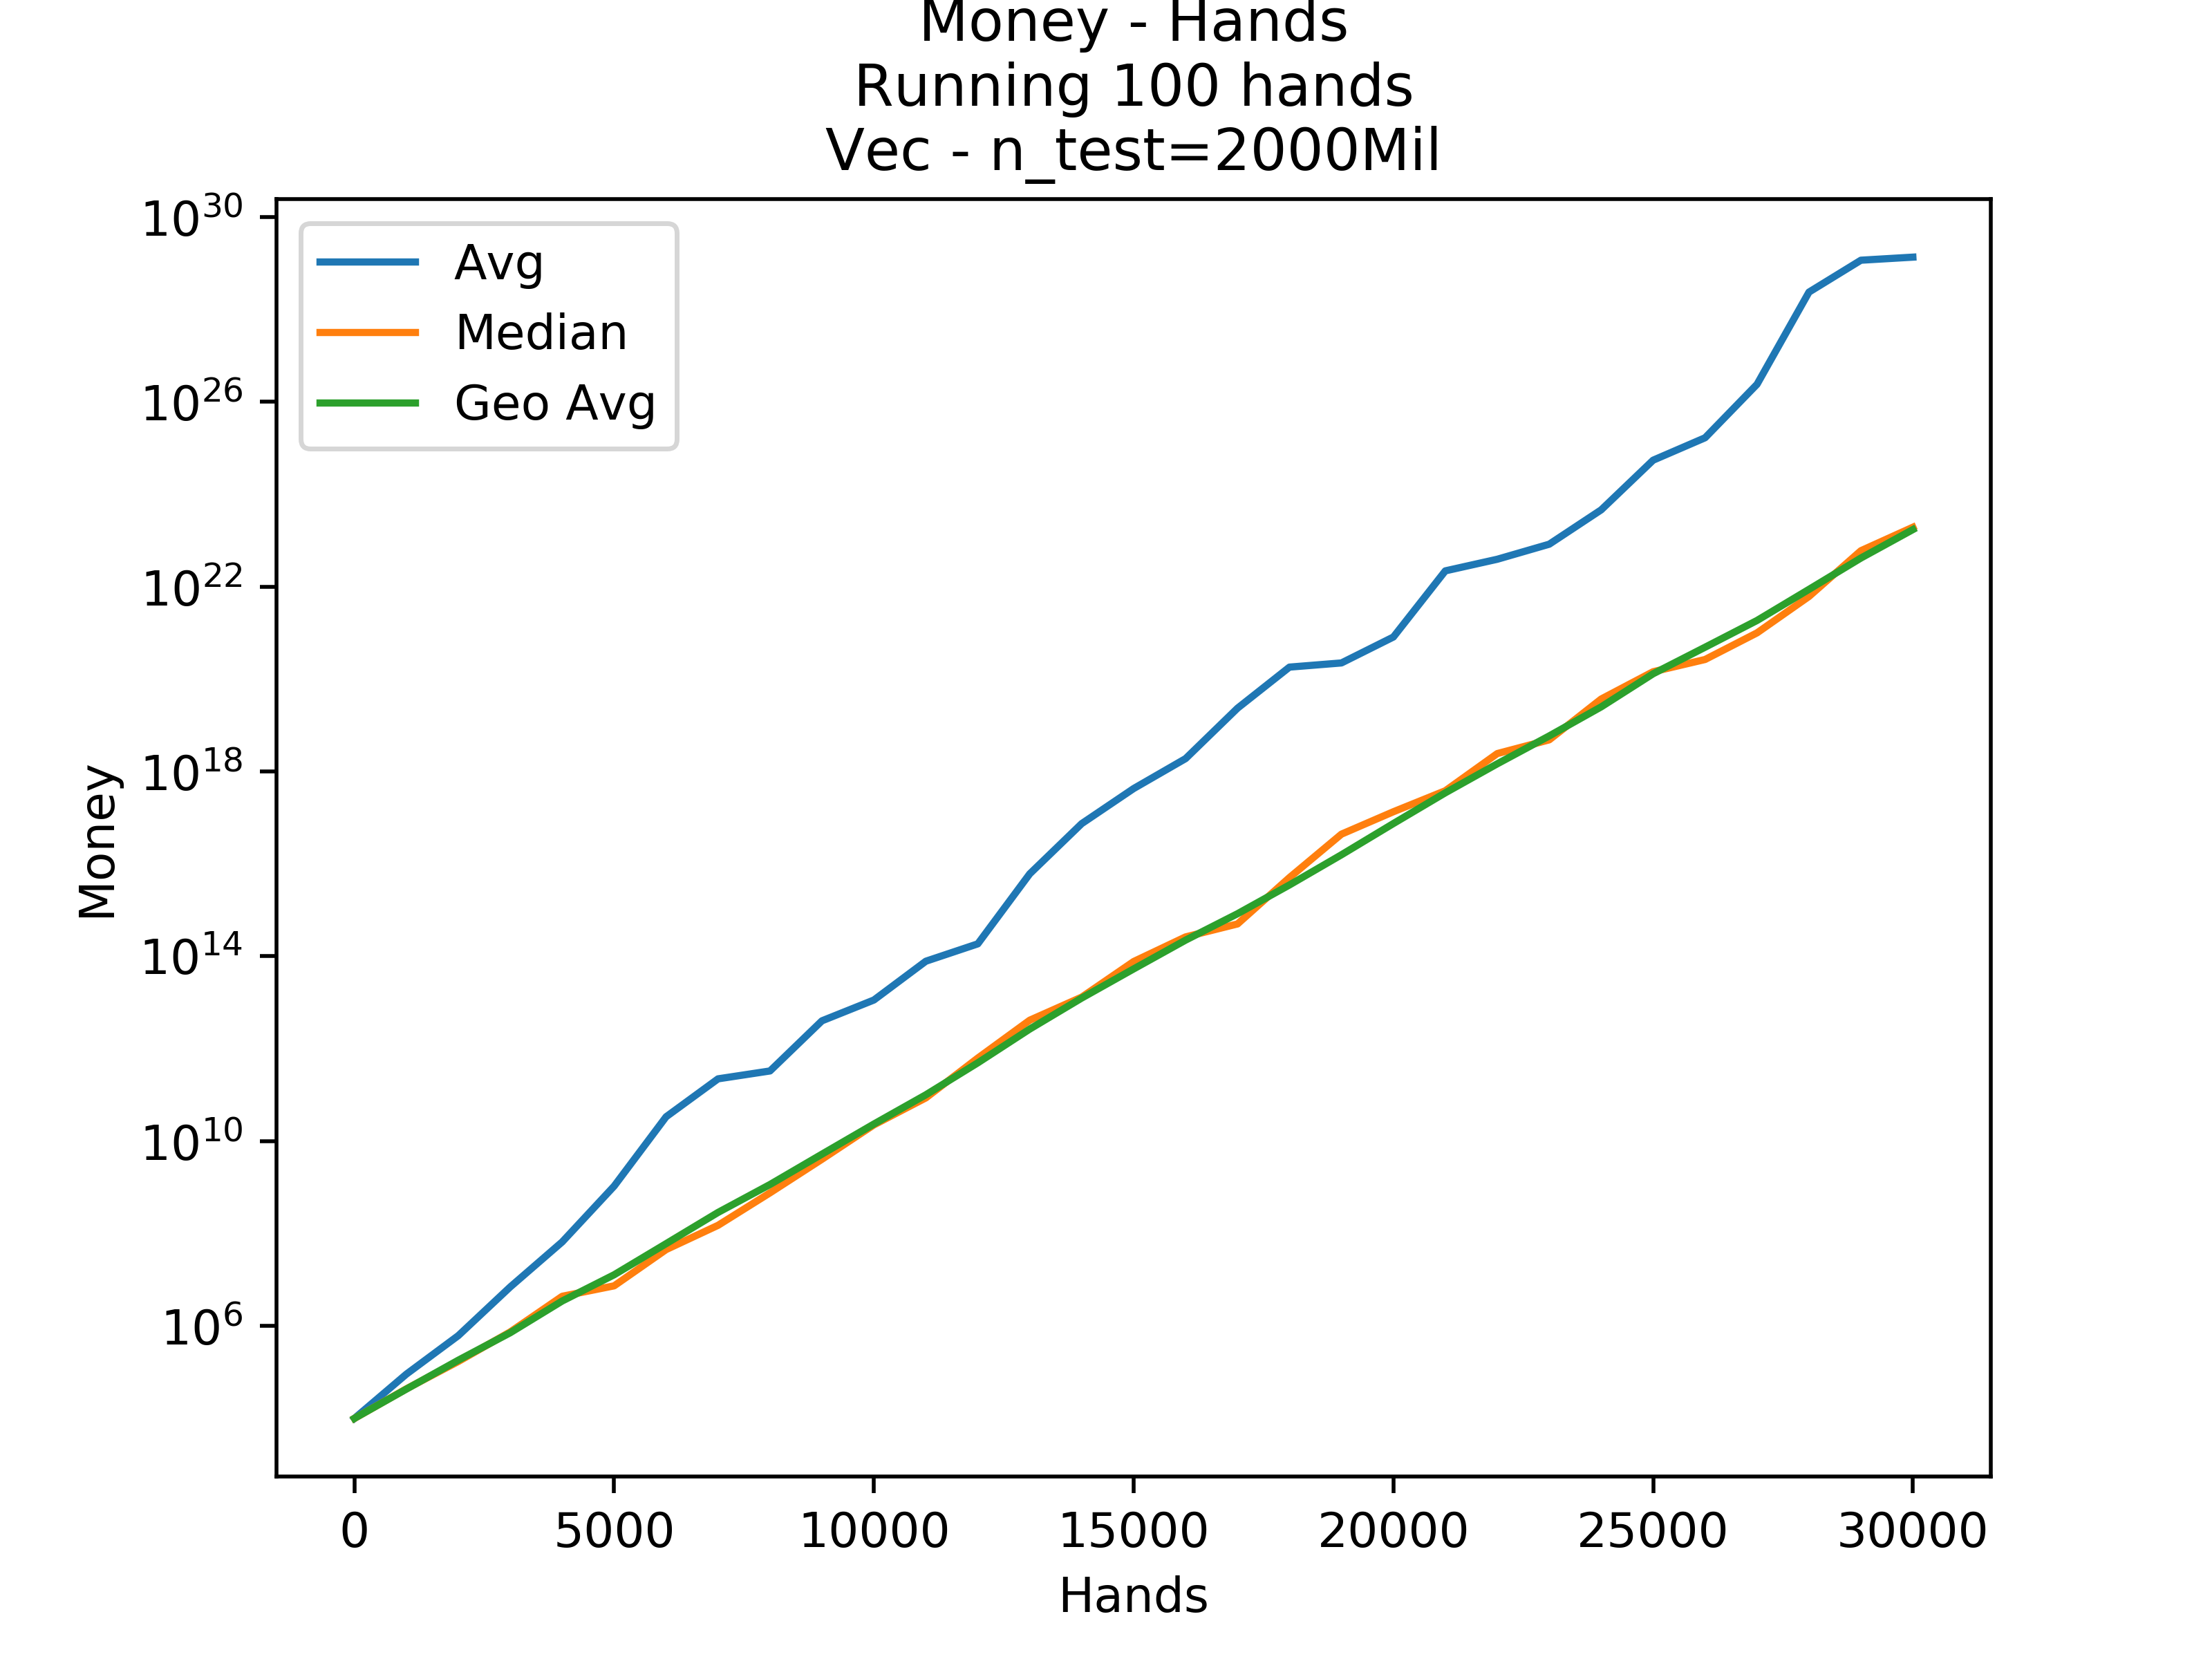 Money - Hands
Running 100 hands
Vec - n_test=2000Mil
10^30
10^26
10^22
10^18
10^14
10^10
10^6
Money
Avg
Median
Geo Avg
0 5000 10000 15000 20000 25000 30000
Hands